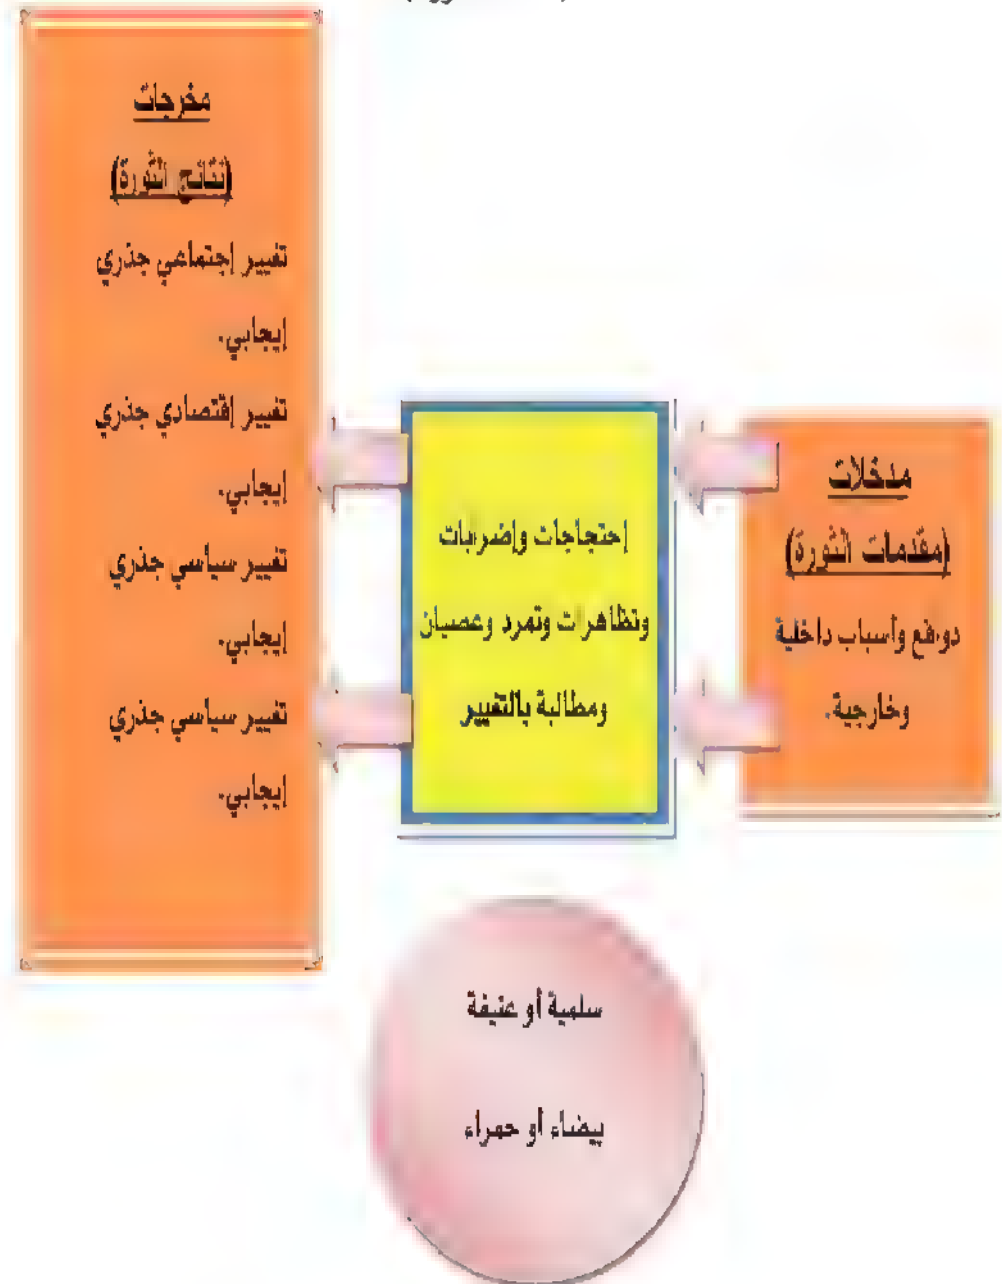 مدخلات
(مقدمات الثورة)
دوافع وأسباب داخلية
وخارجية.
إحتجاجات وإضربات
وتظاهرات وتمرد وعصيان
ومطالبة بالتغيير
مخرجات
(نتائج الثورة)
تغيير إجتماعي جذري
إيجابي.
تغيير إقتصادي جذري
إيجابي.
تغيير سياسي جذري
إيجابي.
تغيير سياسي جذري
إيجابي.
سلمية أو عنيفة
بيضاء أو حمراء